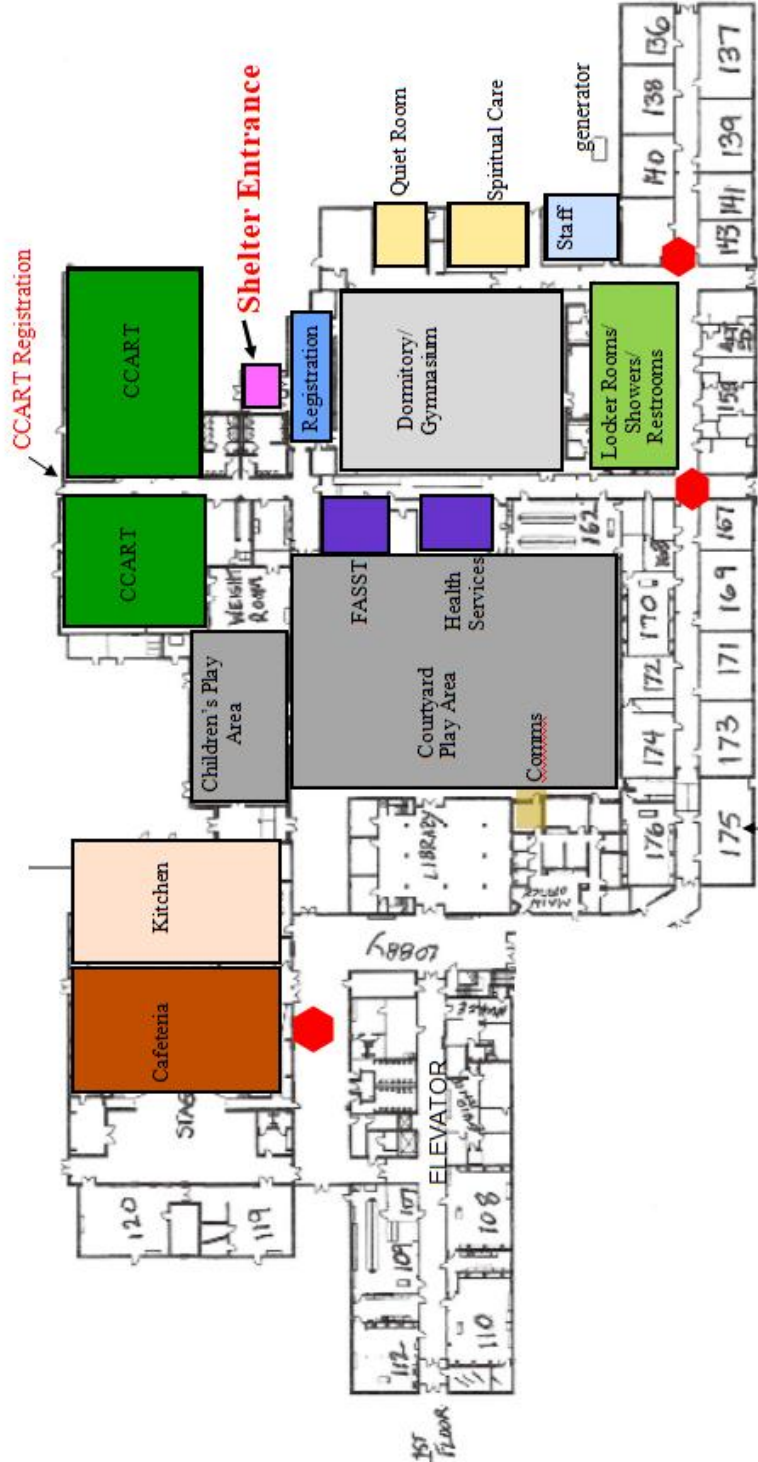 CCART Registration
CCART
CCART
Shelter Entrance
Registration
Quiet Room
Spiritual Care
Staff
generator
Dormitory/
Gymnasium
Locker Rooms/
Showers/
Restrooms
136
138
140
137
139
141
143
159
167
169
171
173
175
162
168
170
172
174
176
WEIGHT
ROOM
FASST
Health
Services
Children's Play
Area
Courtyard
Play Area
Comms
LIBRARY
MAIN
OFFICE
Kitchen
Cafeteria
LOBBY
STAG
ELEVATOR
120
119
107
109
112
108
110
1ST
FLOOR